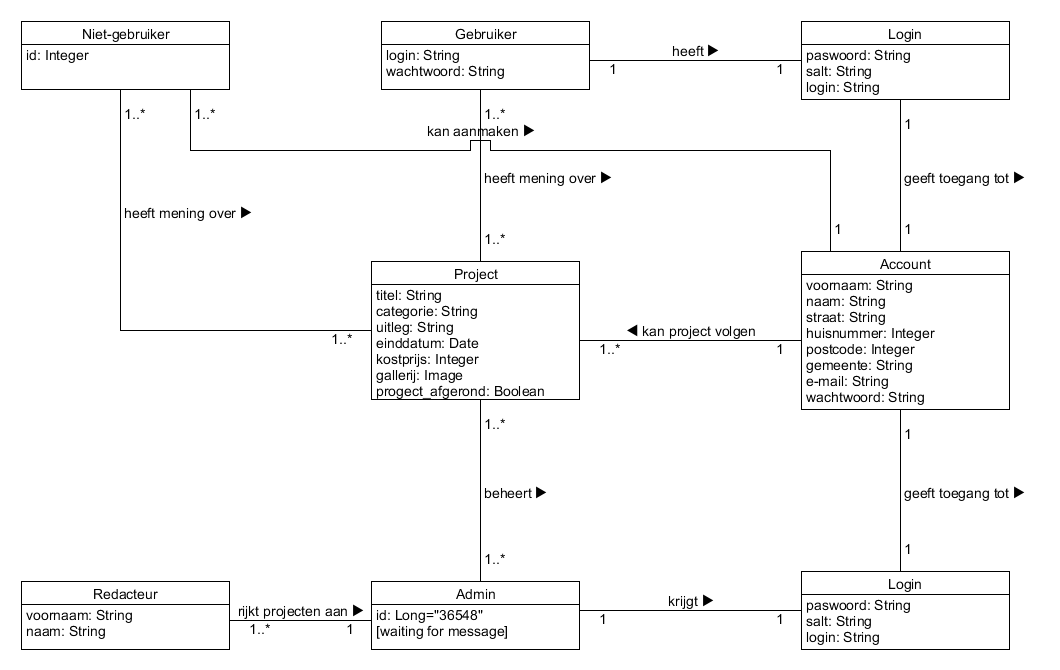 Niet-gebruiker
id: Integer
Gebruiker
login: String
wachtwoord: String
heeft ▶
1
1
Login
paswoord: String
salt: String
login: String
1..*
1..*
1..*
1
kan aanmaken ▶
heeft mening over ▶
geeft toegang tot ▶
heeft mening over ▶
1..*
1
1
Project
titel: String
categorie: String
uitleg: String
einddatum: Date
kostprijs: Integer
gallerij: Image
progect_afgerond: Boolean
1..*
◀ kan project volgen
1..*
1
Account
voornaam: String
naam: String
straat: String
huisnummer: Integer
postcode: Integer
gemeente: String
e-mail: String
wachtwoord: String
1..*
1
beheert ▶
geeft toegang tot ▶
1..*
1
Redacteur
voornaam: String
naam: String
rijkt projecten aan ▶
1..*
1
Admin
id: Long="36548"
[waiting for message]
krijgt ▶
1
1
Login
paswoord: String
salt: String
login: String